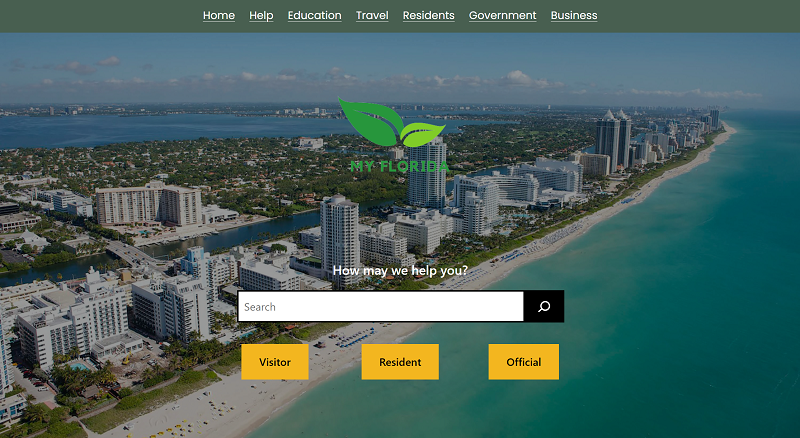 Home Help Education Travel Residents Government Business
MY FLORIDA
How may we help you?
Search
Visitor Resident Official